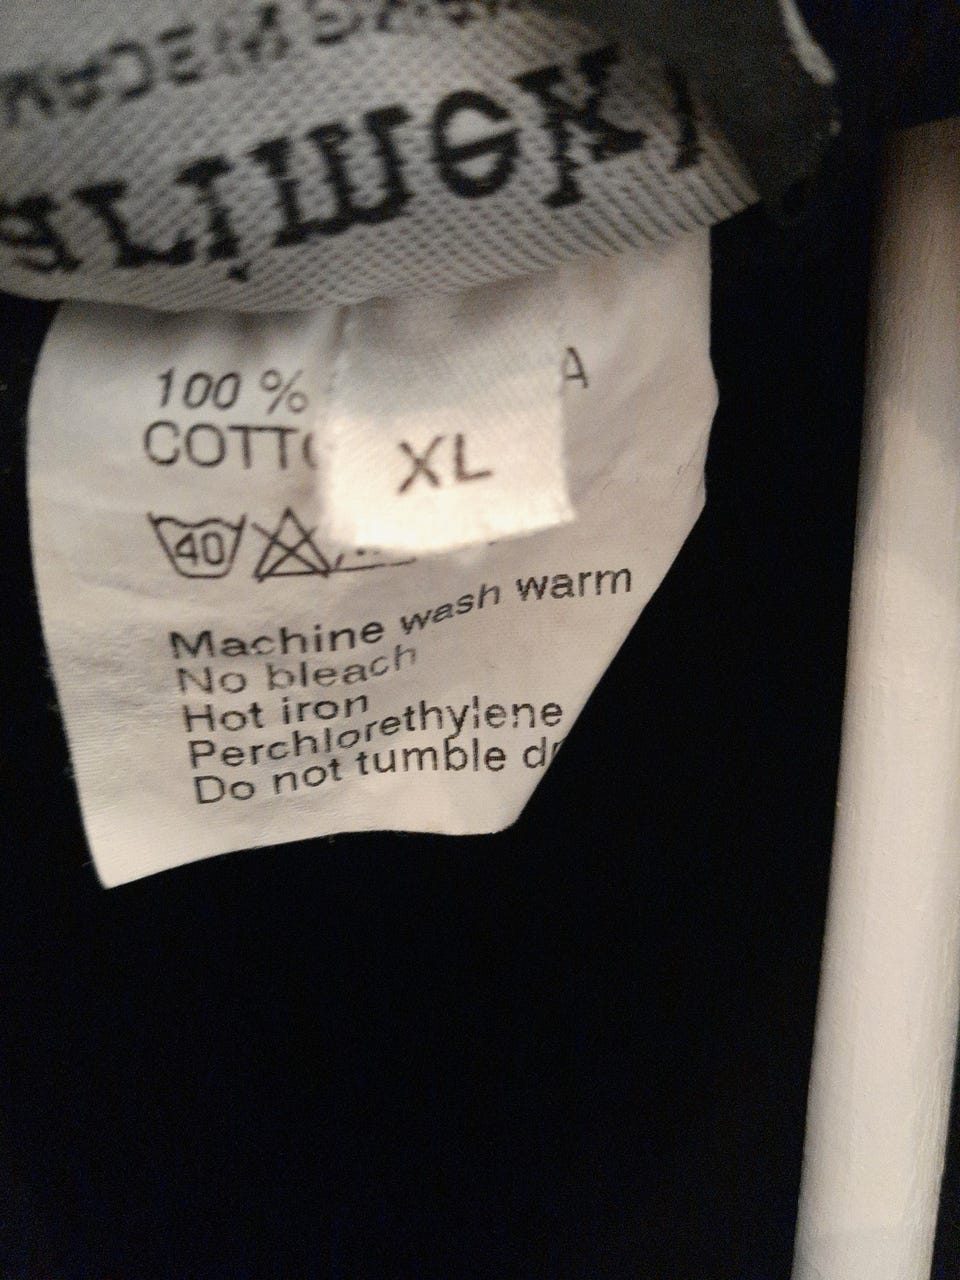 100 %
A
COTT
XL
40
Machine wash warm
No bleach
Hot iron
Perchlorethylene
Do not tumble